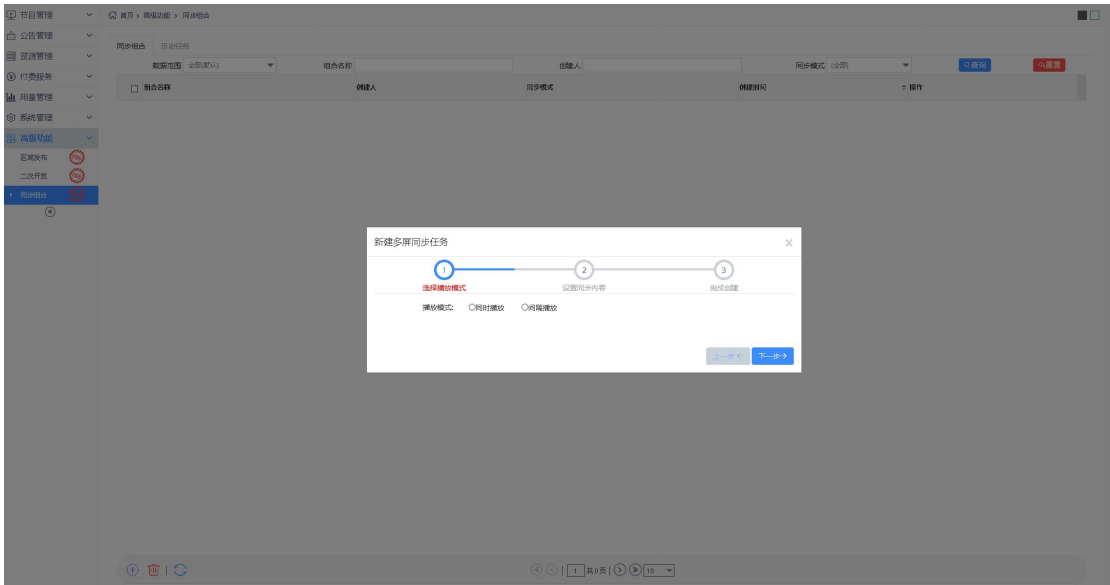 节目管理
公告管理
资源管理
付费服务
用量管理
系统管理
高级功能
区域发布
二次开发
同步组合
首页 > 高级功能 > 同步组合
同步组合 历史任务
数据范围 全部(默认) 组合名称 创建人 同步模式 (全部) 查询 重置
组合名称 创建人 同步模式 创建时间 操作
新建多屏同步任务
1 2 3
选择播放模式 设置同步内容 完成创建
播放模式: 同时播放 间隔播放
上一步 下一步
1 共0页 10